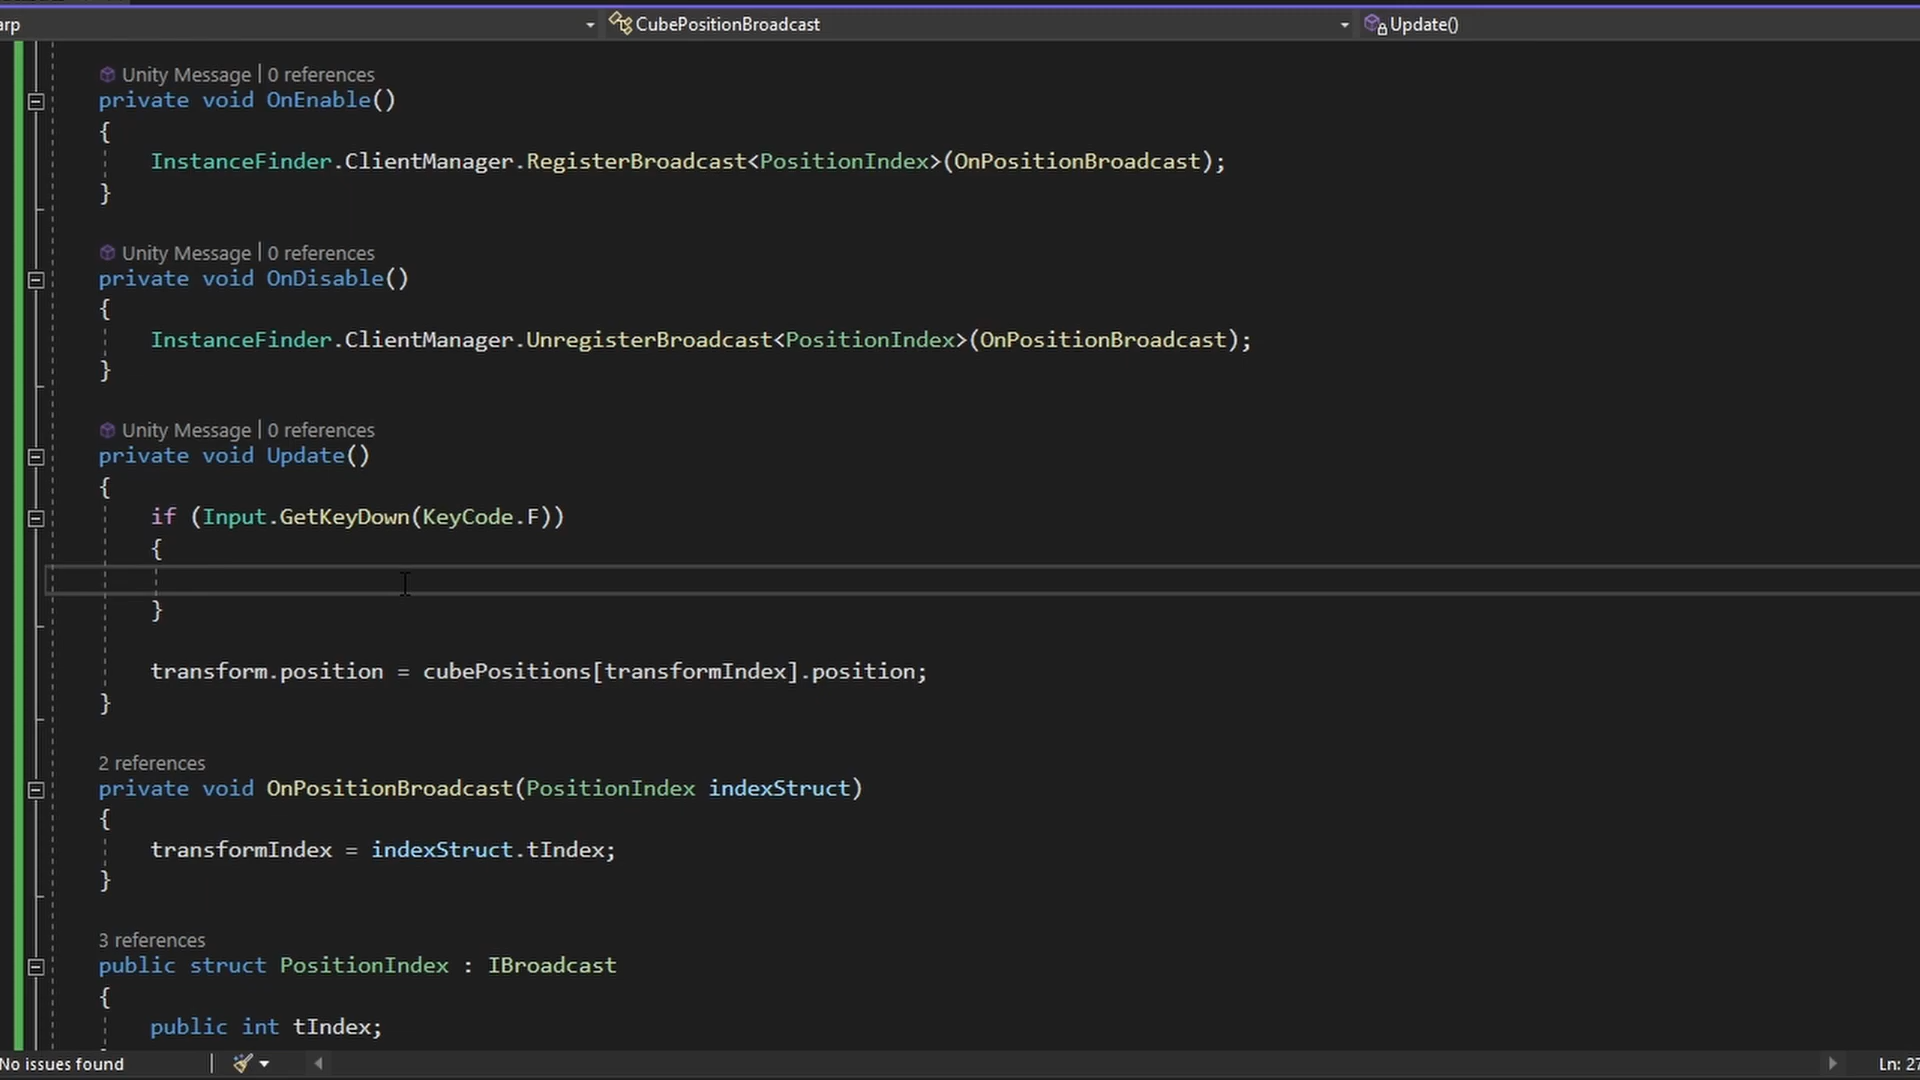 arp CubePositionBroadcast Update()
Unity Message | 0 references
private void OnEnable()
{
InstanceFinder.ClientManager.RegisterBroadcast<PositionIndex>(OnPositionBroadcast);
}
Unity Message | 0 references
private void OnDisable()
{
InstanceFinder.ClientManager.UnregisterBroadcast<PositionIndex>(OnPositionBroadcast);
}
Unity Message | 0 references
private void Update()
{
if (Input.GetKeyDown(KeyCode.F))
{
}
transform.position = cubePositions[transformIndex].position;
}
2 references
private void OnPositionBroadcast(PositionIndex indexStruct)
{
transformIndex = indexStruct.tIndex;
}
3 references
public struct PositionIndex : IBroadcast
{
public int tIndex;
No issues found Ln: 27